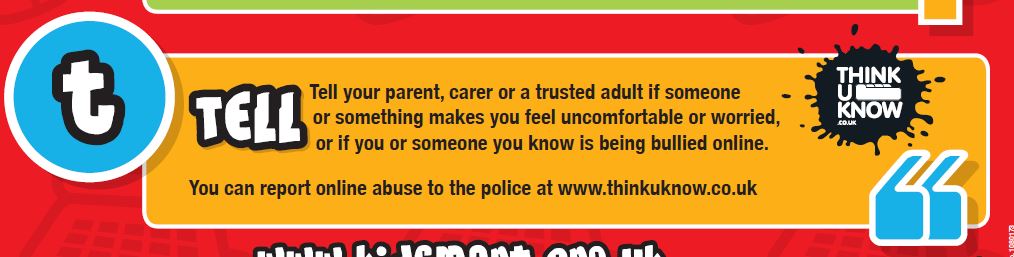 t
TELL
Tell your parent, carer or a trusted adult if someone
or something makes you feel uncomfortable or worried,
or if you or someone you know is being bullied online.
You can report online abuse to the police at www.thinkuknow.co.uk
THINK
U
KNOW
.CO.UK